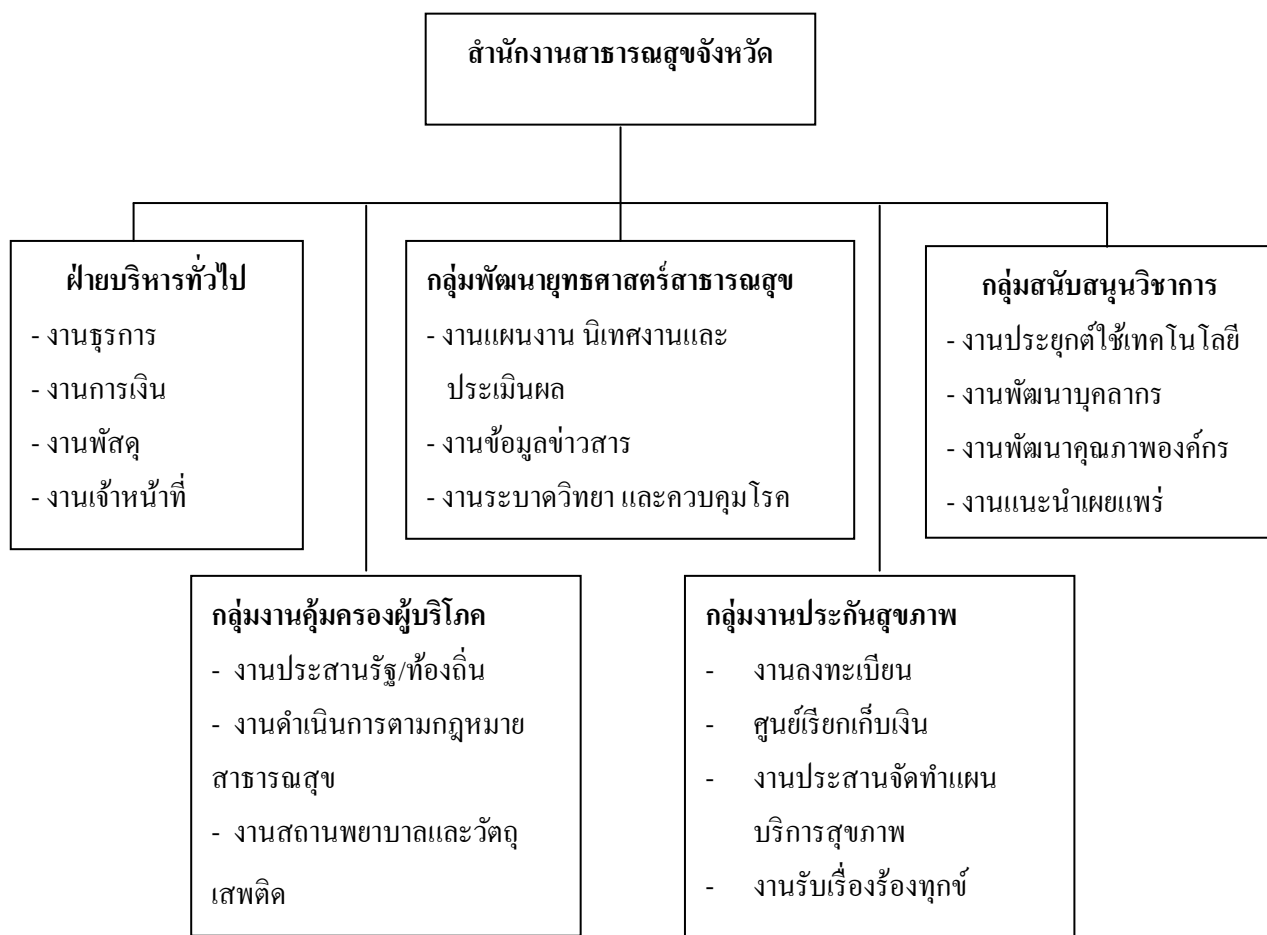 สำนักงานสาธารณสุขจังหวัด
ฝ่ายบริหารทั่วไป
- งานธุรการ
- งานการเงิน
- งานพัสดุ
- งานเจ้าหน้าที่
กลุ่มพัฒนายุทธศาสตร์สาธารณสุข
- งานแผนงาน นิเทศงานและ
ประเมินผล
- งานข้อมูลข่าวสาร
- งานระบาดวิทยา และควบคุมโรค
กลุ่มสนับสนุนวิชาการ
- งานประยุกต์ใช้เทคโนโลยี
- งานพัฒนาบุคลากร
- งานพัฒนาคุณภาพองค์กร
- งานแนะนำเผยแพร่
กลุ่มงานคุ้มครองผู้บริโภค
- งานประสานรัฐ/ท้องถิ่น
- งานดำเนินการตามกฎหมาย
สาธารณสุข
- งานสถานพยาบาลและวัตถุ
เสพติด
กลุ่มงานประกันสุขภาพ
- งานลงทะเบียน
- ศูนย์เรียกเก็บเงิน
- งานประสานจัดทำแผน
บริการสุขภาพ
- งานรับเรื่องร้องทุกข์